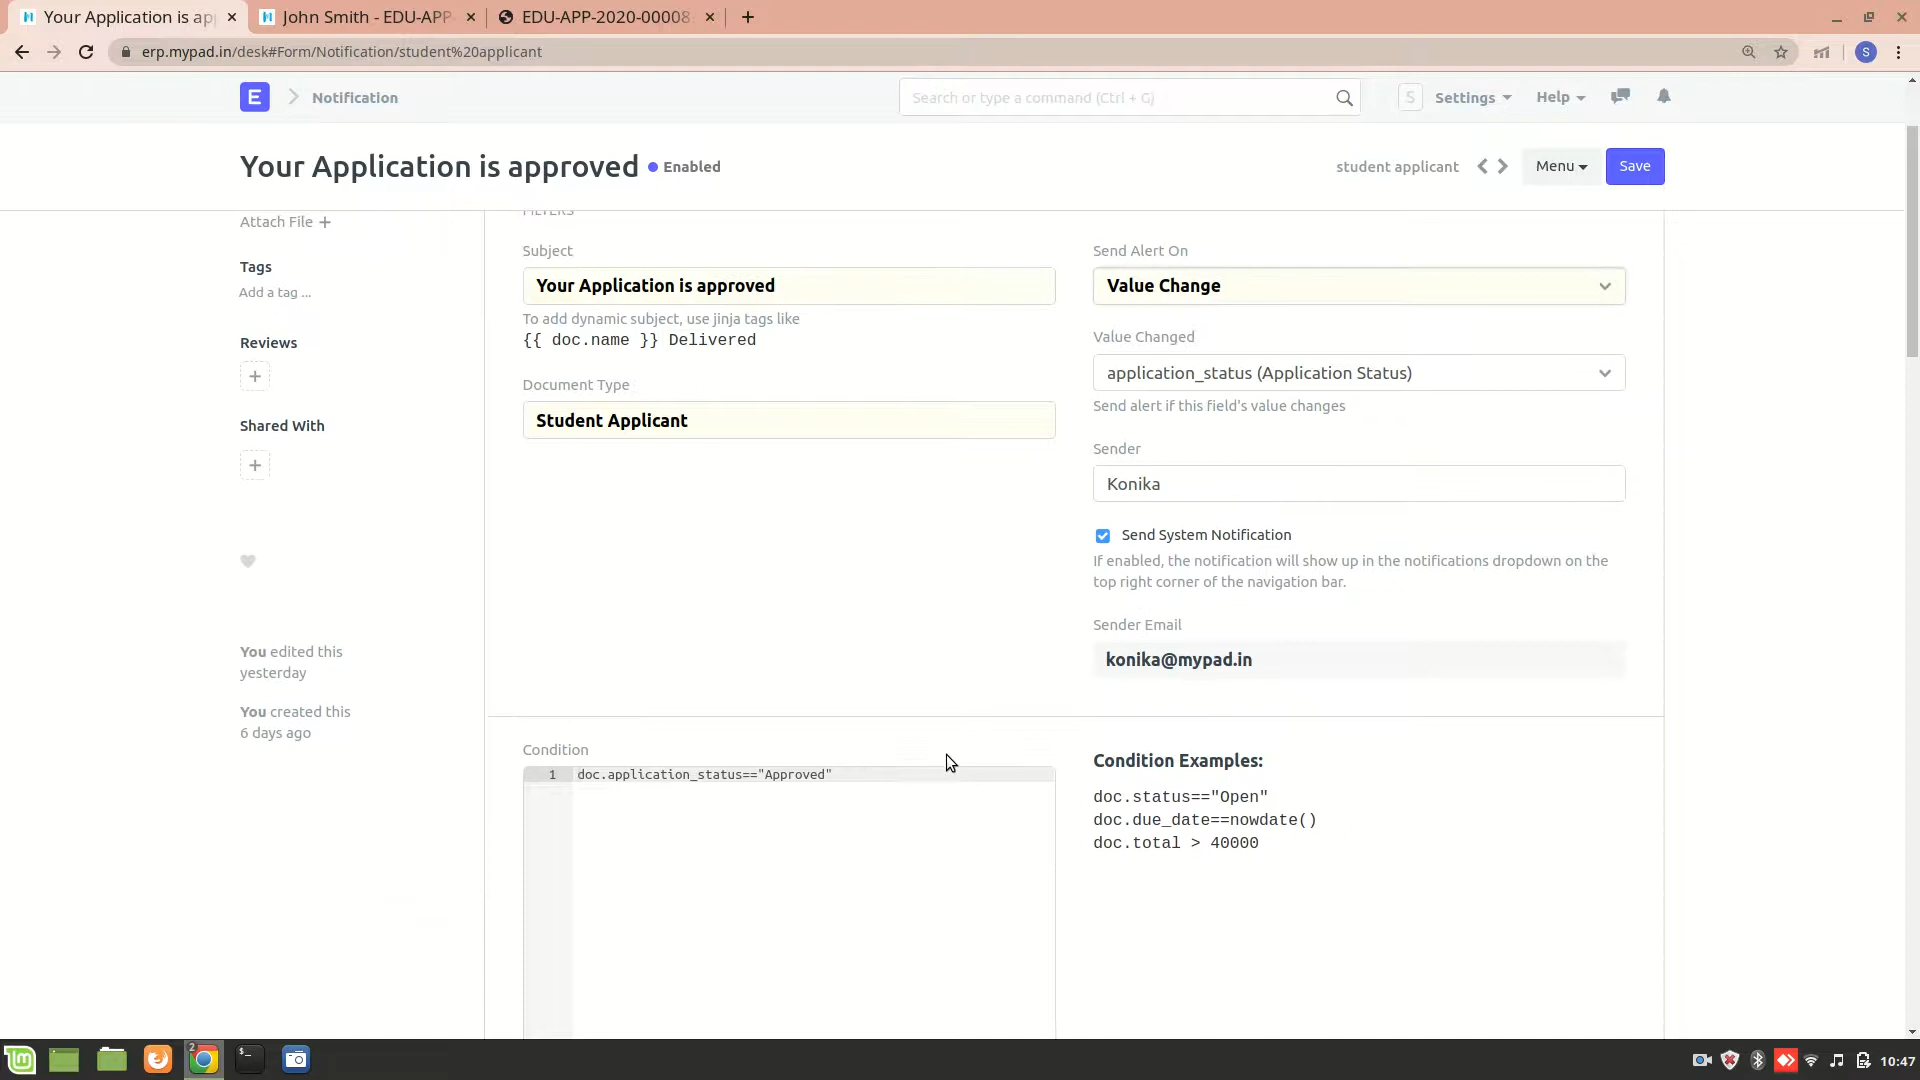 Your Application is ap
John Smith - EDU-APP-
EDU-APP-2020-00008
erp.mypad.in/desk#Form/Notification/student%20applicant
S
E
Notification
Search or type a command (Ctrl + G)
S
Settings
Help
Your Application is approved
Enabled
student applicant
Menu
Save
Attach File +
FILTERS
Tags
Add a tag ...
Reviews
Shared With
You edited this
yesterday
You created this
6 days ago
Subject
Your Application is approved
To add dynamic subject, use jinja tags like
{{ doc.name }} Delivered
Document Type
Student Applicant
Send Alert On
Value Change
Value Changed
application_status (Application Status)
Send alert if this field's value changes
Sender
Konika
Send System Notification
If enabled, the notification will show up in the notifications dropdown on the
top right corner of the navigation bar.
Sender Email
konika@mypad.in
Condition
1 doc.application_status=="Approved"
Condition Examples:
doc.status=="Open"
doc.due_date==nowdate()
doc.total > 40000
2
10:47